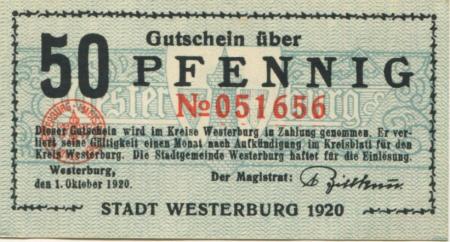 Gutschein über
50 PFENNIG
№051656
Dieser Gutschein wird im Kreise Westerburg in Zahlung genommen. Er ver-
liert seine Gültigkeit einen Monat nach Aufkündigung im Kreisblatt für den
Kreis Westerburg. Die Stadtgemeinde Westerburg haftet für die Einlösung.
Westerburg,
den 1. Oktober 1920.
Der Magistrat:
STADT WESTERBURG 1920